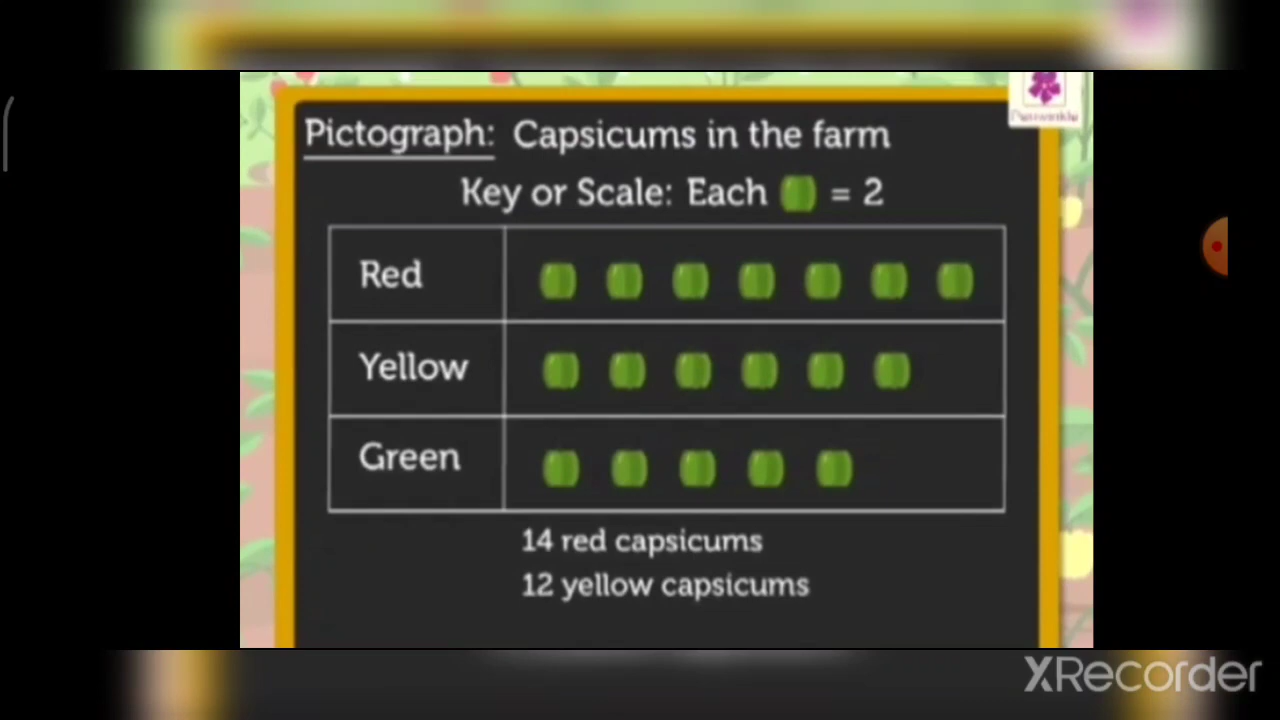 Periwinkle
Pictograph: Capsicums in the farm
Key or Scale: Each = 2
Red
Yellow
Green
14 red capsicums
12 yellow capsicums
XRecorder